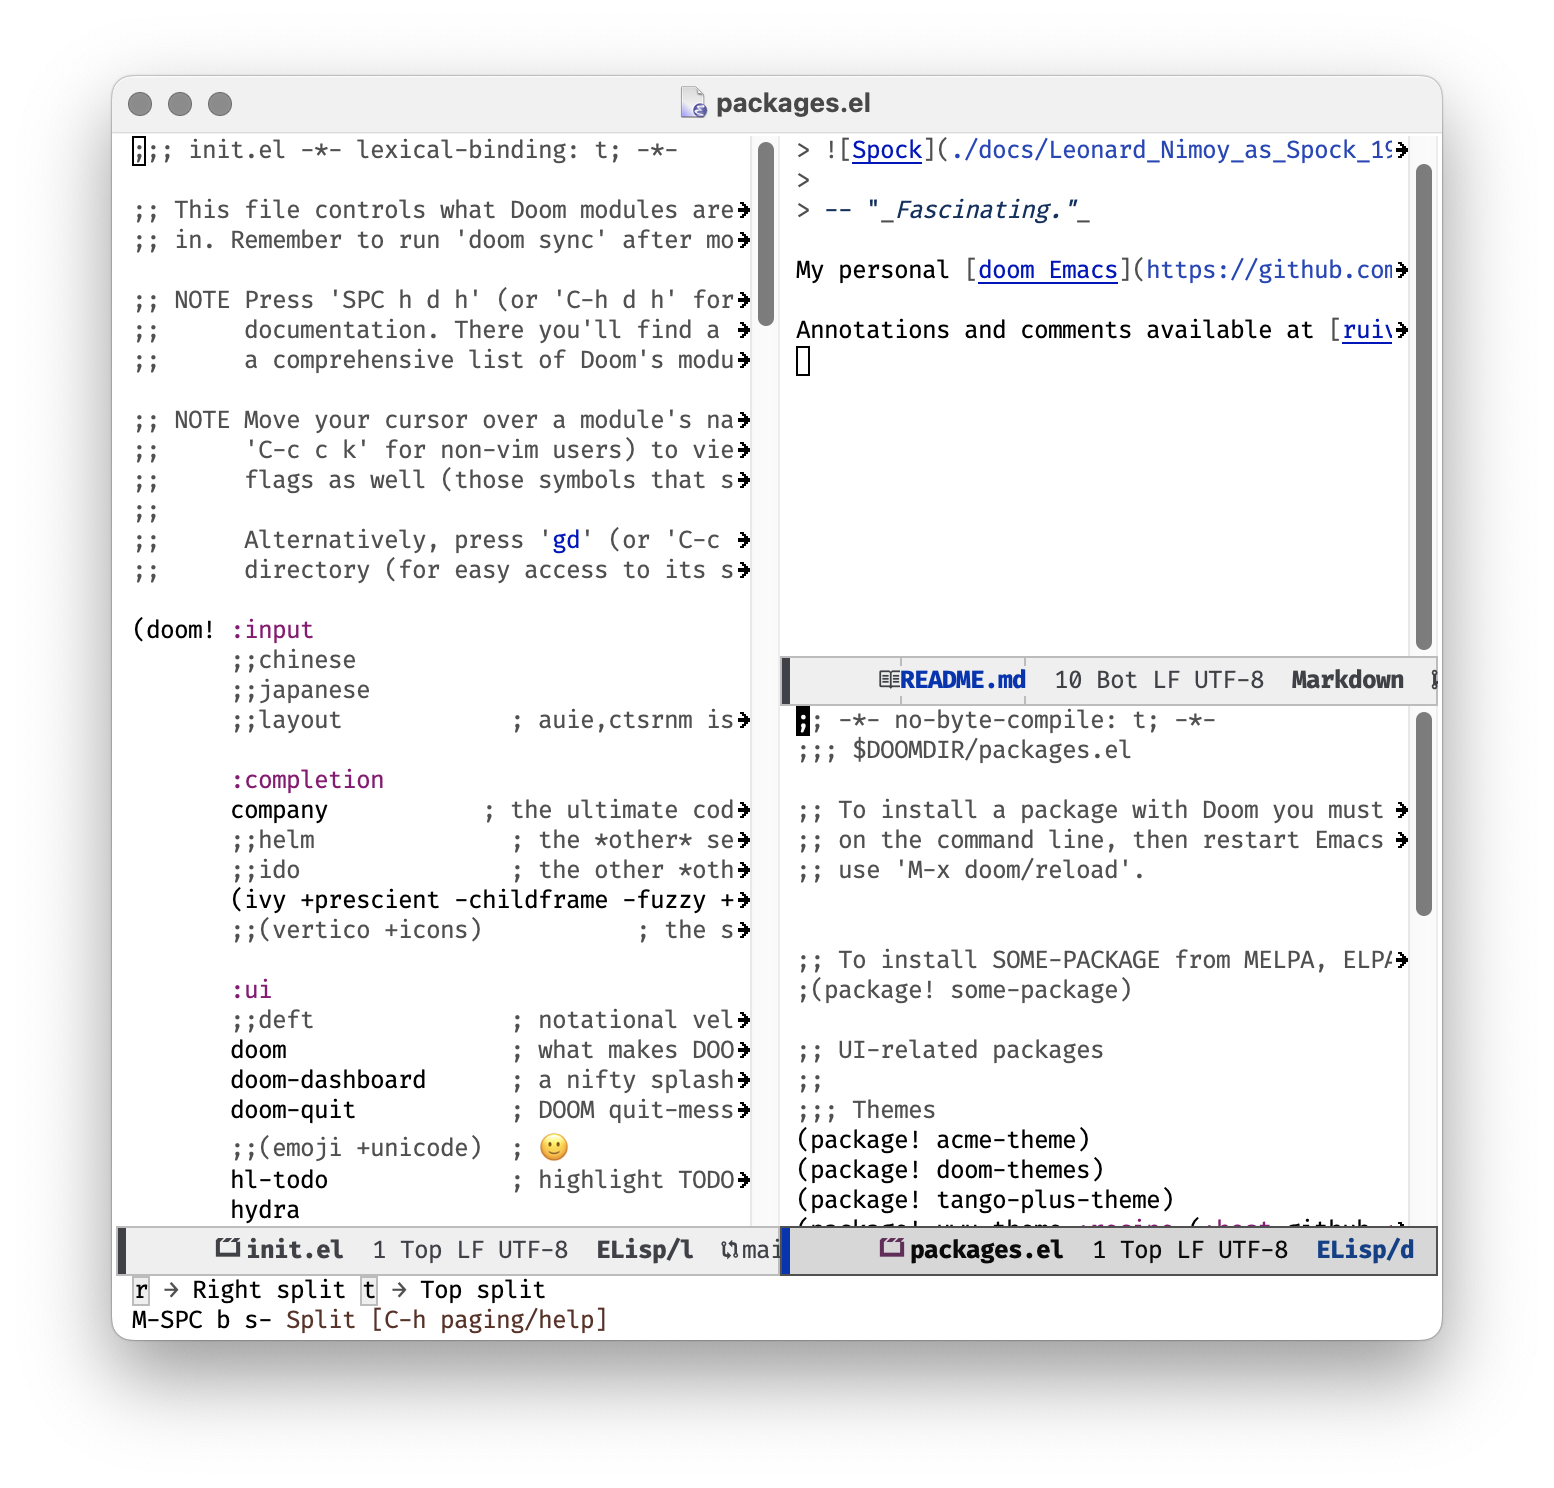 packages.el
;;; init.el -*- lexical-binding: t; -*-
;; This file controls what Doom modules are
;; in. Remember to run 'doom sync' after mo
;; NOTE Press 'SPC h d h' (or 'C-h d h' for
;;      documentation. There you'll find a
;;      a comprehensive list of Doom's modu
;; NOTE Move your cursor over a module's na
;;      'C-c c k' for non-vim users) to vie
;;      flags as well (those symbols that s
;;
;;      Alternatively, press 'gd' (or 'C-c
;;      directory (for easy access to its s
(doom! :input
;;chinese
;;japanese
;;layout            ; auie,ctsrnm is
:completion
company           ; the ultimate cod
;;helm              ; the *other* se
;;ido               ; the other *oth
(ivy +prescient -childframe -fuzzy +
;;(vertico +icons)           ; the s
:ui
;;deft              ; notational vel
doom                ; what makes DOO
doom-dashboard      ; a nifty splash
doom-quit           ; DOOM quit-mess
;;(emoji +unicode)  ; 🙂
hl-todo             ; highlight TODO
hydra
init.el  1 Top LF UTF-8  ELisp/l  mai
> ![Spock](./docs/Leonard_Nimoy_as_Spock_19
>
> -- "_Fascinating."_
My personal [doom Emacs](https://github.com
Annotations and comments available at [ruiv
README.md  10 Bot LF UTF-8  Markdown
;; -*- no-byte-compile: t; -*-
;;; $DOOMDIR/packages.el
;; To install a package with Doom you must
;; on the command line, then restart Emacs
;; use 'M-x doom/reload'.
;; To install SOME-PACKAGE from MELPA, ELPA
;(package! some-package)
;; UI-related packages
;;
;;; Themes
(package! acme-theme)
(package! doom-themes)
(package! tango-plus-theme)
packages.el  1 Top LF UTF-8  ELisp/d
r → Right split t → Top split
M-SPC b s- Split [C-h paging/help]